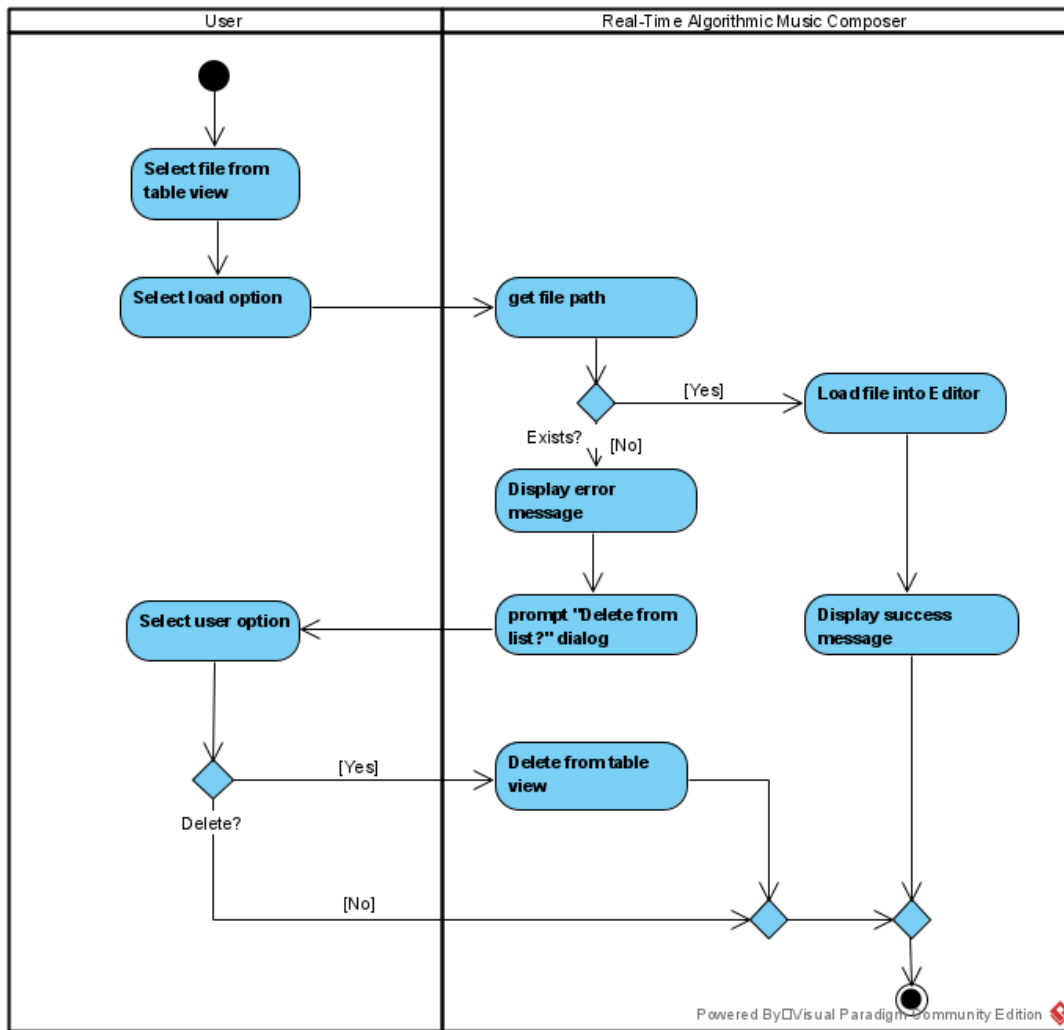 User
Real-Time Algorithmic Music Composer
Select file from
table view
Select load option
get file path
[Yes]
Load file into Editor
Exists?
[No]
Display error
message
Select user option
prompt "Delete from
list?" dialog
Display success
message
[Yes]
Delete from table
view
Delete?
[No]
Powered By□Visual Paradigm Community Edition